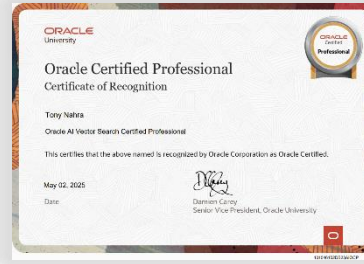 ORACLE
University
ORACLE
Certified
Professional
Oracle Certified Professional
Certificate of Recognition
Tony Nahra
Oracle AI Vector Search Certified Professional
This certifies that the above named is recognized by Oracle Corporation as Oracle Certified.
May 02, 2025
Date
Damien Carey
Senior Vice President, Oracle University